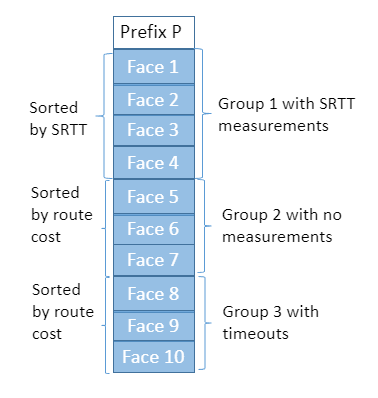 Prefix P
Face 1
Face 2
Face 3
Face 4
Face 5
Face 6
Face 7
Face 8
Face 9
Face 10
Sorted
by SRTT
Sorted
by route
cost
Sorted
by route
cost
Group 1 with SRTT
measurements
Group 2 with no
measurements
Group 3 with
timeouts